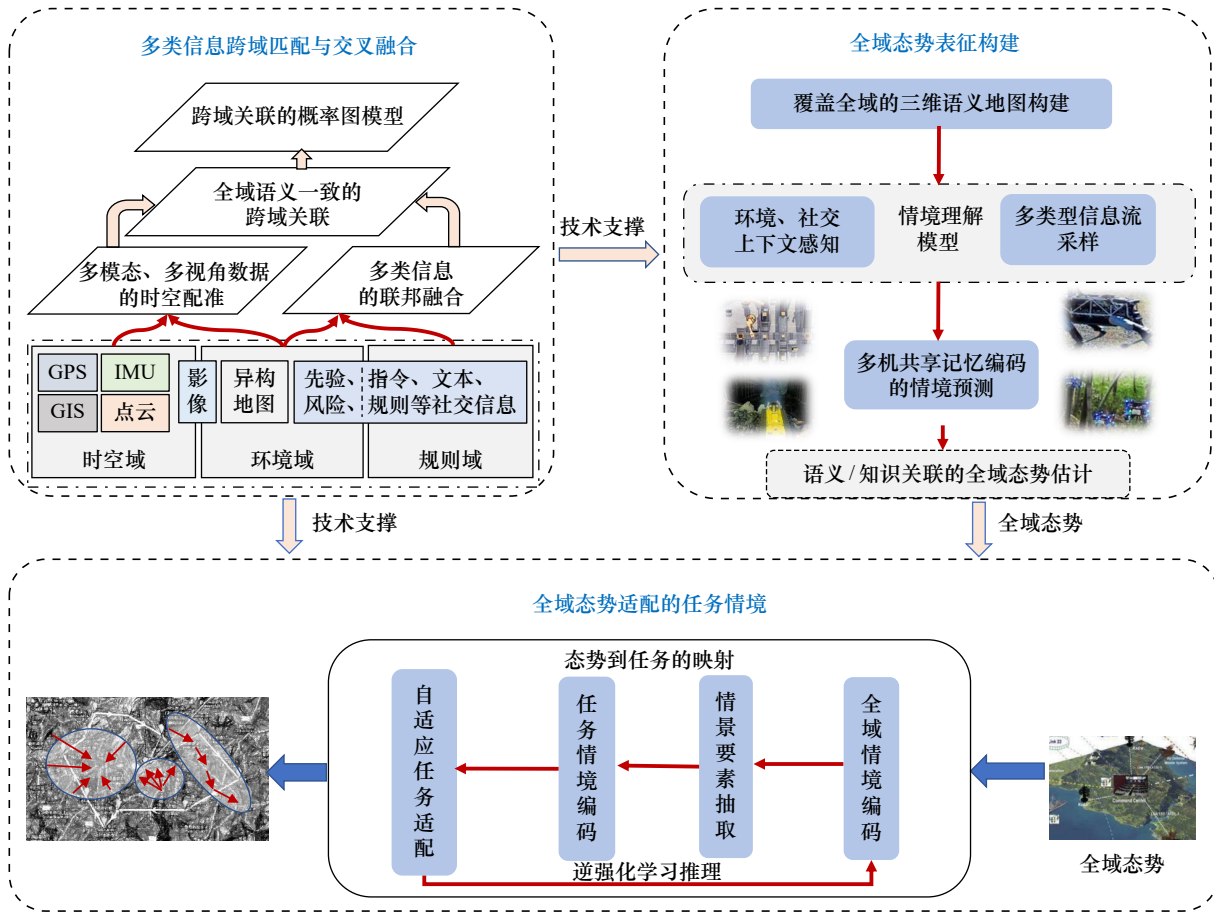 多类信息跨域匹配与交叉融合
跨域关联的概率图模型
全域语义一致的
跨域关联
多模态、多视角数据
的时空配准
多类信息
的联邦融合
GPS
IMU
GIS
点云
影
像
异构
地图
先验、指令、文本、
风险、规则等社交信息
时空域
环境域
规则域
技术支撑
技术支撑
全域态势表征构建
覆盖全域的三维语义地图构建
环境、社交
上下文感知
情境理解
模型
多类型信息流
采样
多机共享记忆编码
的情境预测
语义/知识关联的全域态势估计
全域态势
全域态势适配的任务情境
态势到任务的映射
自适应任务适配
任务情境编码
情景要素抽取
全域情境编码
逆强化学习推理
全域态势